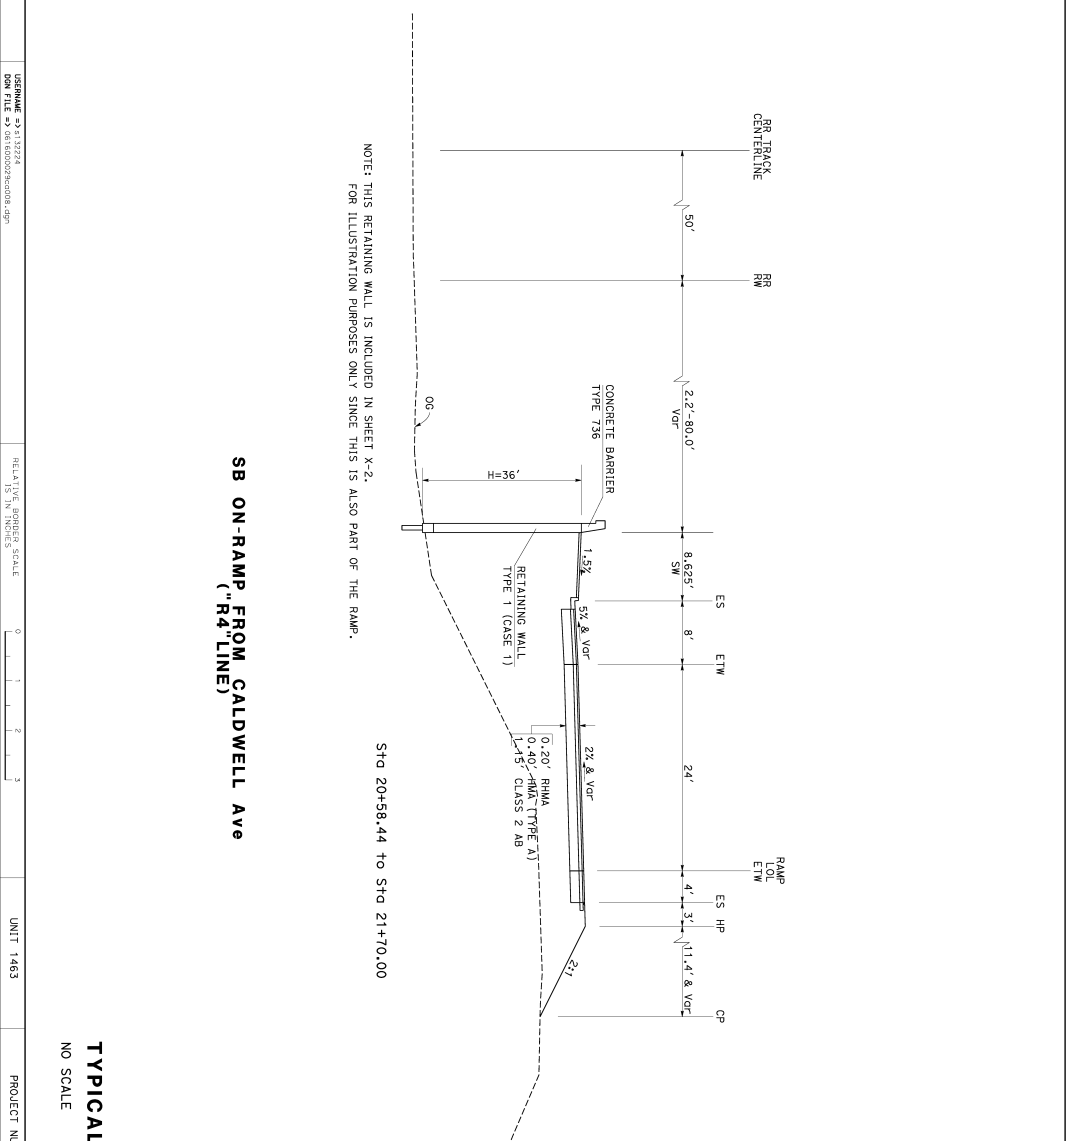 RR TRACK
CENTERLINE
50'
RR
RW
2.2'-80.0'
Var
8.625'
SW
ES
8'
ETW
24'
RAMP
LOL
ETW
4'
ES
3'
HP
11.4' & Var
CP
CONCRETE BARRIER
TYPE 736
H=36'
OG
1.5%
5% & Var
2% & Var
2:1
RETAINING WALL
TYPE 1 (CASE 1)
0.20' RHMA
0.40' HMA (TYPE A)
1.15' CLASS 2 AB
NOTE: THIS RETAINING WALL IS INCLUDED IN SHEET X-2.
FOR ILLUSTRATION PURPOSES ONLY SINCE THIS IS ALSO PART OF THE RAMP.
Sta 20+58.44 to Sta 21+70.00
SB ON-RAMP FROM CALDWELL Ave
("R4"LINE)
TYPICAL
NO SCALE
USERNAME => s132224
DGN FILE => 0616000029ca008.dgn
RELATIVE BORDER SCALE
IS IN INCHES
0 1 2 3
UNIT 1463
PROJECT NU